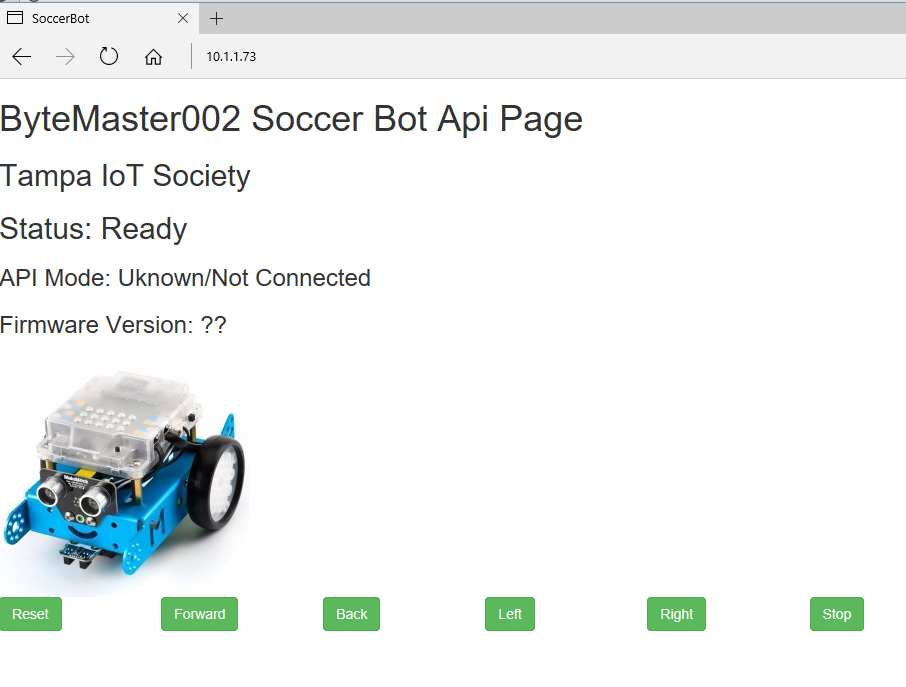 SoccerBot
10.1.1.73
ByteMaster002 Soccer Bot Api Page
Tampa IoT Society
Status: Ready
API Mode: Uknown/Not Connected
Firmware Version: ??
M
Reset Forward Back Left Right Stop